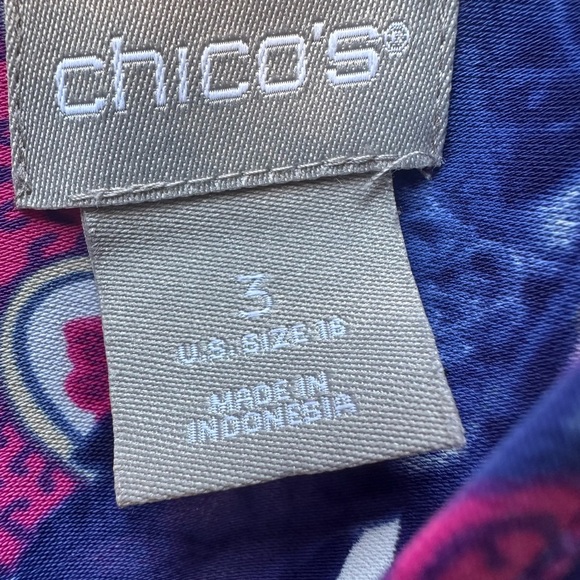 chico's®
3
U.S. SIZE 16
MADE IN
INDONESIA